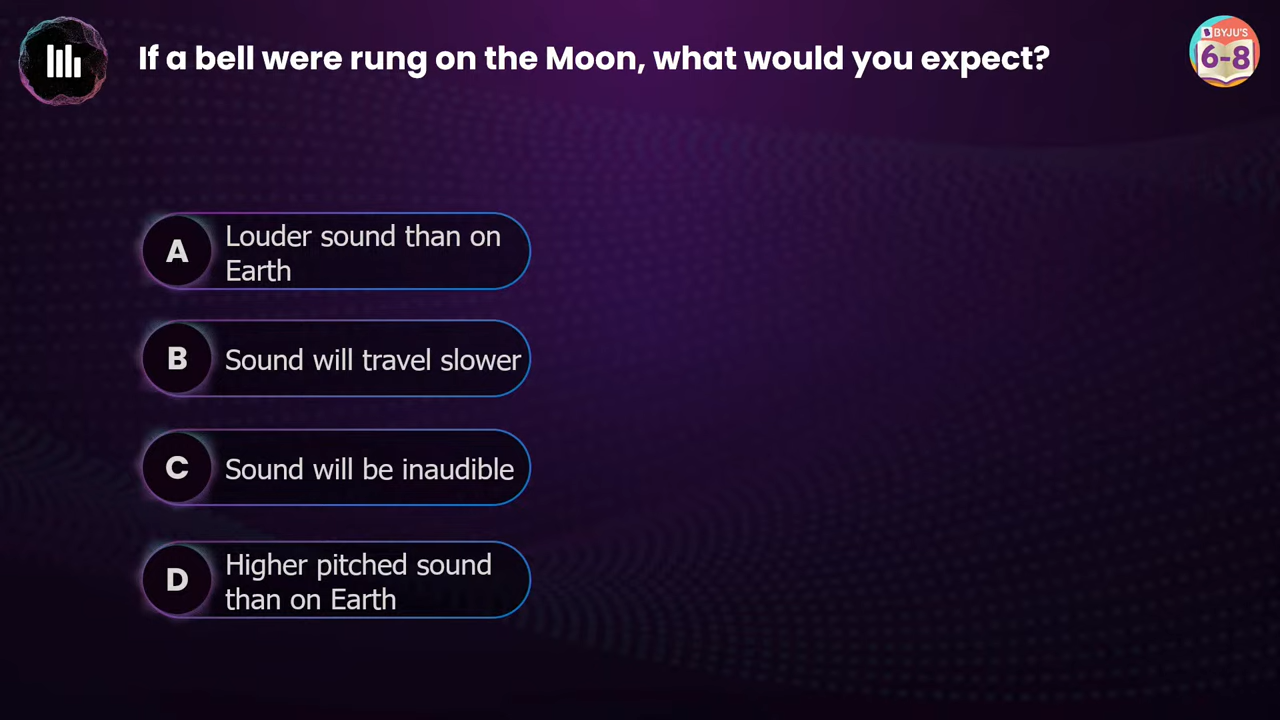 If a bell were rung on the Moon, what would you expect?
BYJU'S
6-8
A
Louder sound than on
Earth
B
Sound will travel slower
C
Sound will be inaudible
D
Higher pitched sound
than on Earth